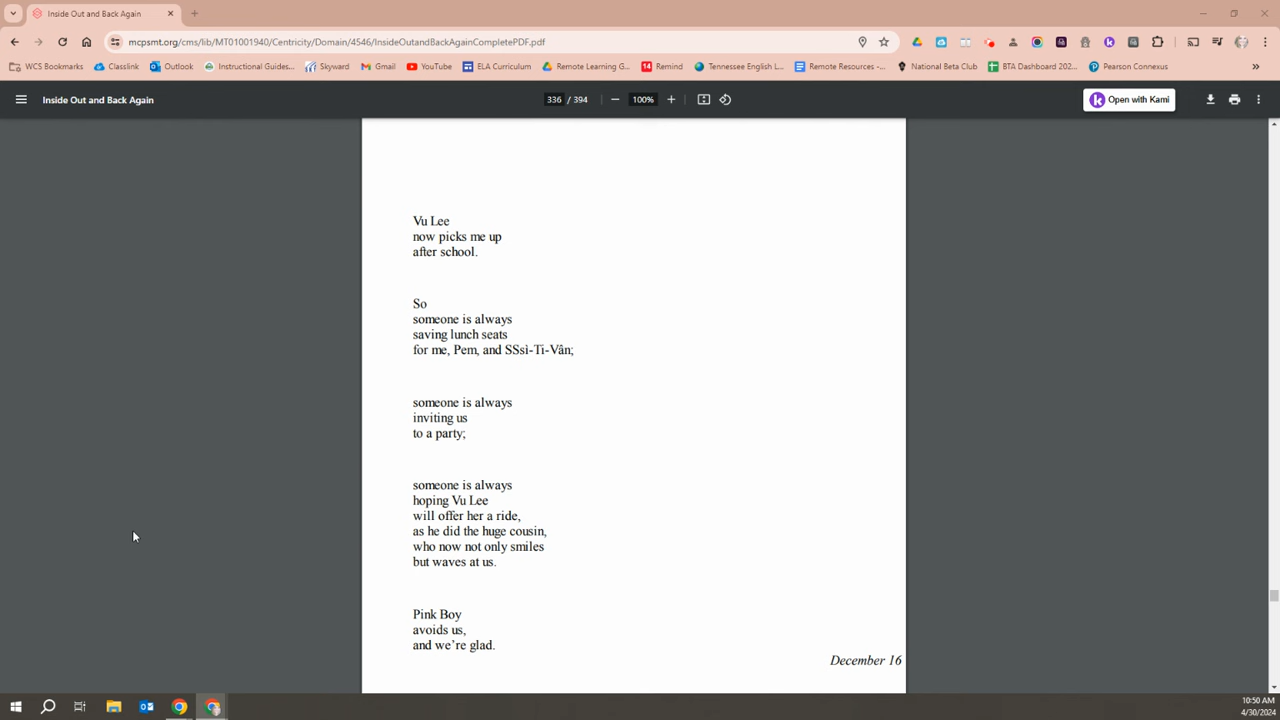 Inside Out and Back Again
mcpsmt.org/cms/lib/MT01001940/Centricity/Domain/4546/InsideOutandBackAgainCompletePDF.pdf
WCS Bookmarks Classlink Outlook Instructional Guides... Skyward Gmail YouTube ELA Curriculum Remote Learning G... Remind Tennessee English L... Remote Resources -... National Beta Club BTA Dashboard 202... Pearson Connexus
Inside Out and Back Again 336 / 394 100% Open with Kami
Vu Lee
now picks me up
after school.
So
someone is always
saving lunch seats
for me, Pem, and SSsì-Ti-Vân;
someone is always
inviting us
to a party;
someone is always
hoping Vu Lee
will offer her a ride,
as he did the huge cousin,
who now not only smiles
but waves at us.
Pink Boy
avoids us,
and we're glad.
December 16
10:50 AM
4/30/2024